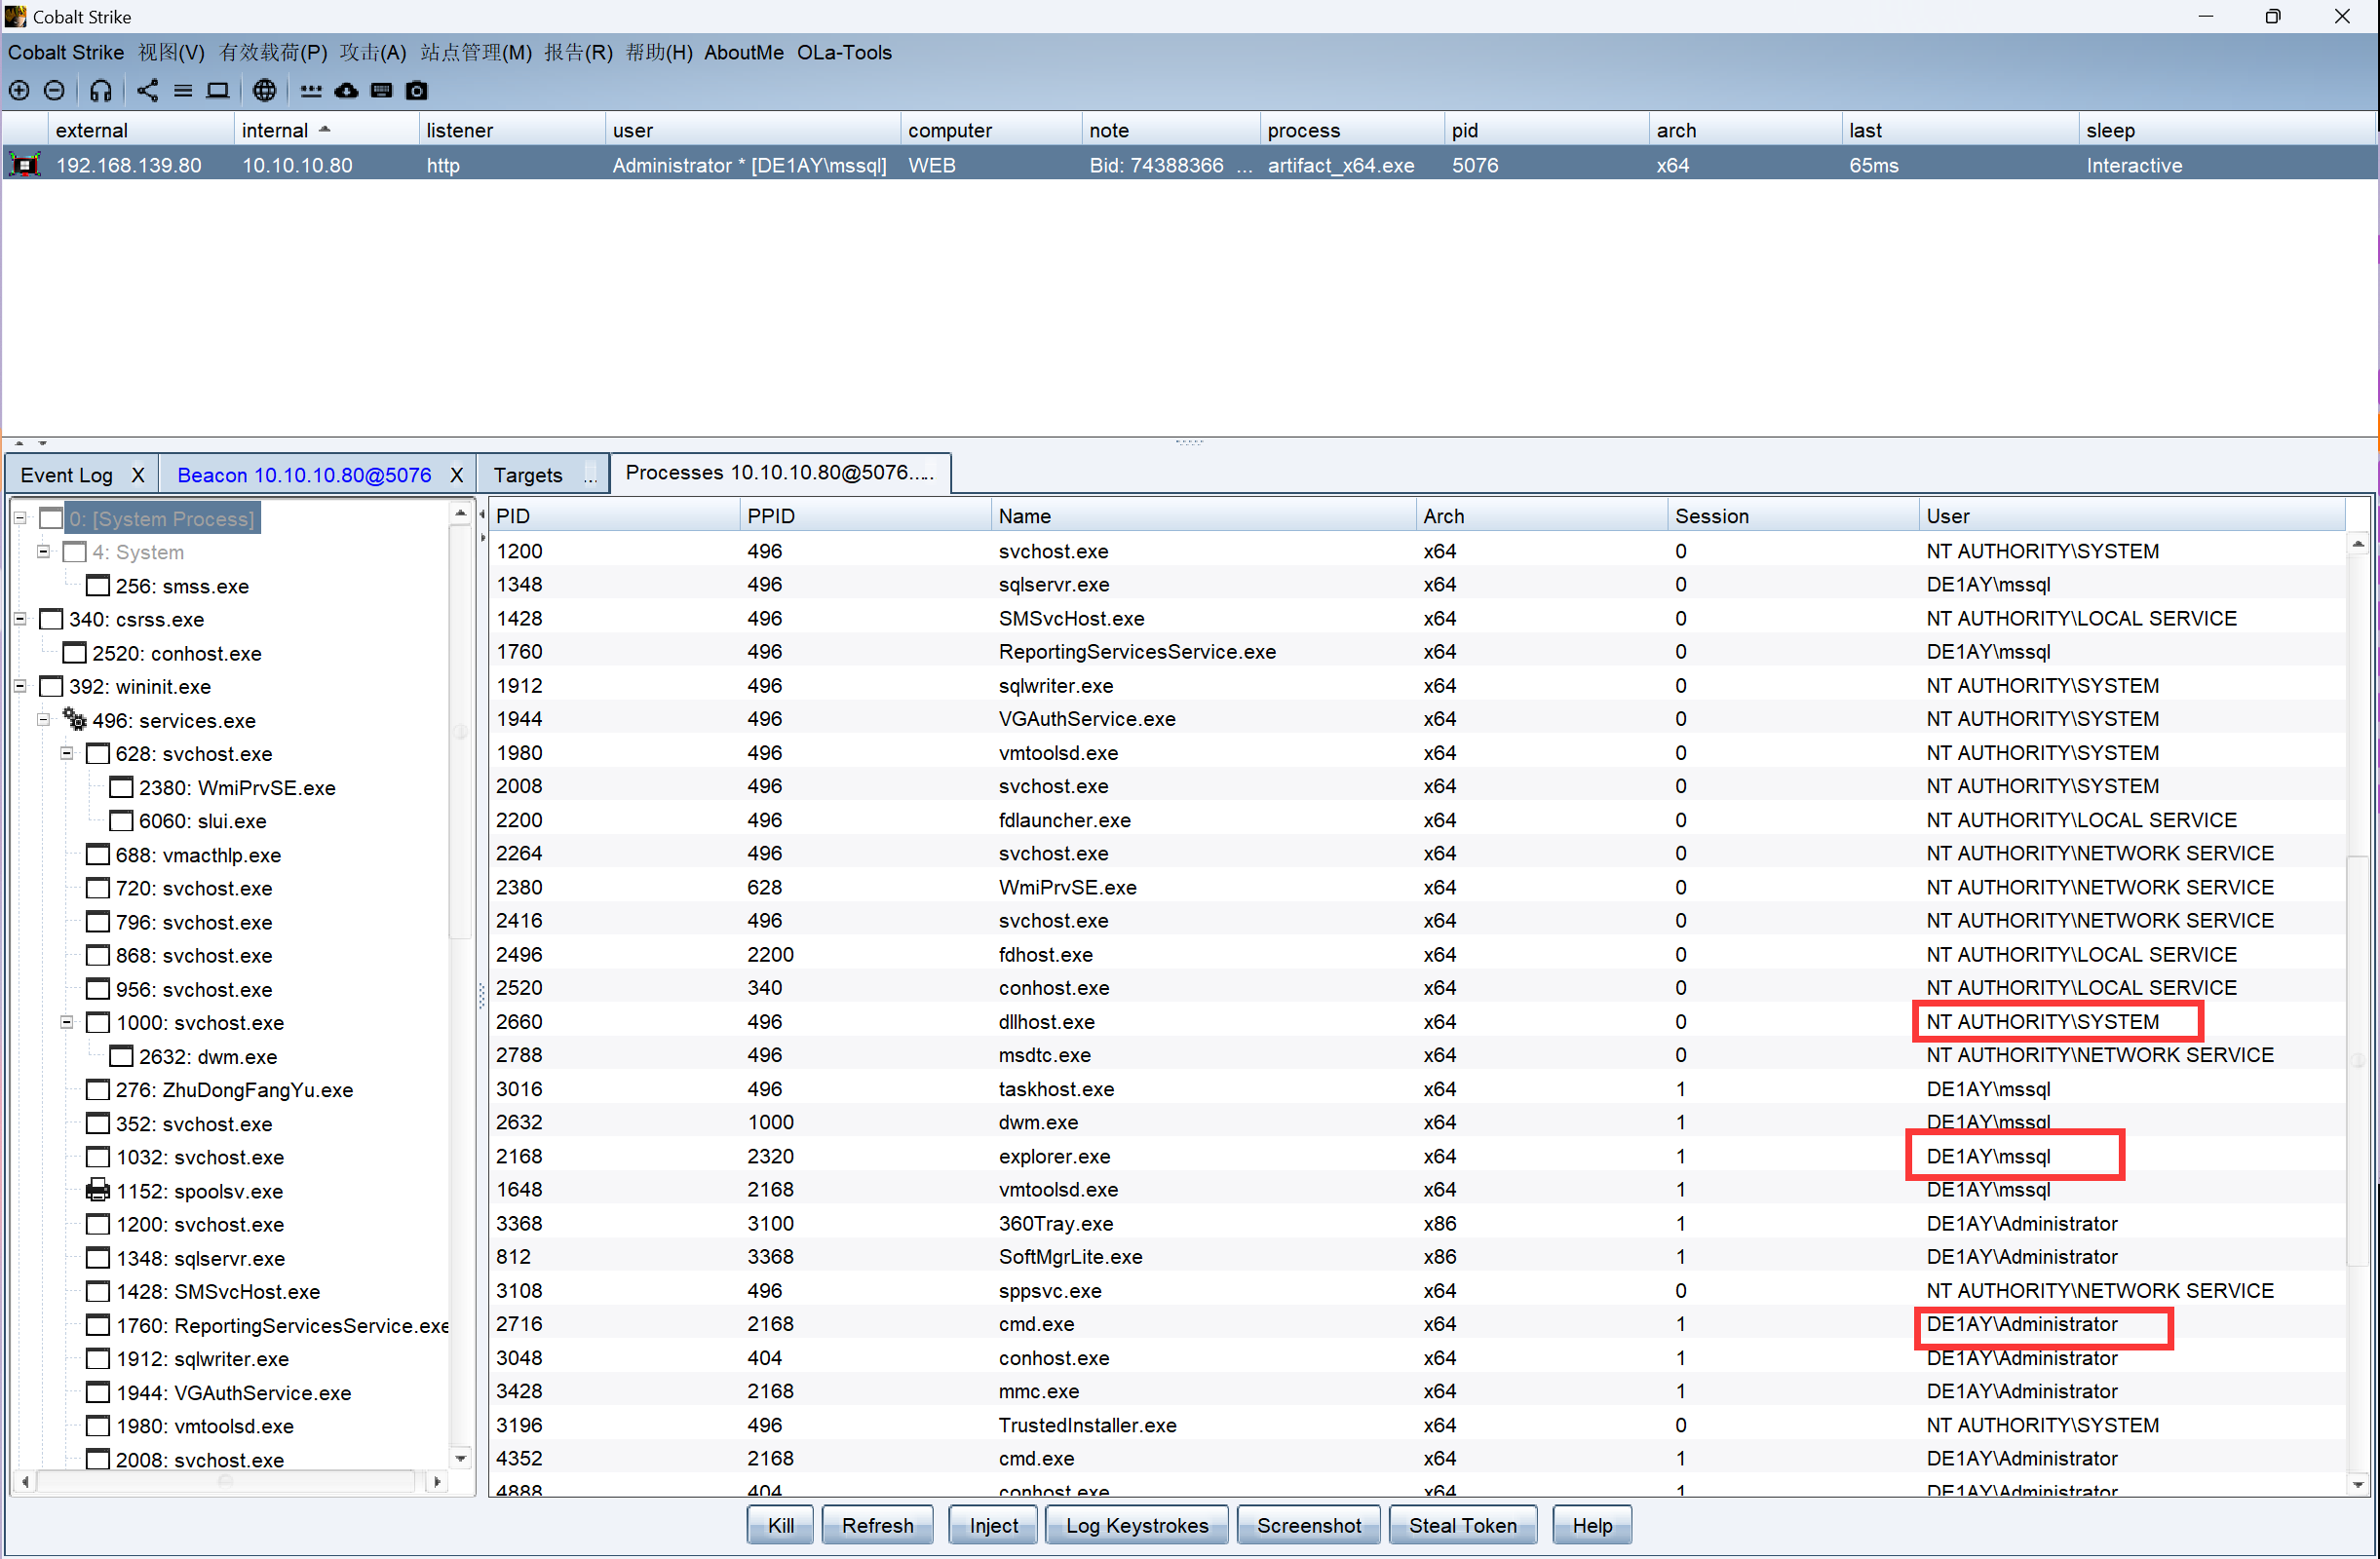 Cobalt Strike
Cobalt Strike 视图(V) 有效载荷(P) 攻击(A) 站点管理(M) 报告(R) 帮助(H) AboutMe OLa-Tools
external internal listener user computer note process pid arch last sleep
192.168.139.80 10.10.10.80 http Administrator * [DE1AY\mssql] WEB Bid: 74388366 ... artifact_x64.exe 5076 x64 65ms Interactive
Event Log X Beacon 10.10.10.80@5076 X Targets ... Processes 10.10.10.80@5076.....
0: [System Process]
4: System
256: smss.exe
340: csrss.exe
2520: conhost.exe
392: wininit.exe
496: services.exe
628: svchost.exe
2380: WmiPrvSE.exe
6060: slui.exe
688: vmacthlp.exe
720: svchost.exe
796: svchost.exe
868: svchost.exe
956: svchost.exe
1000: svchost.exe
2632: dwm.exe
276: ZhuDongFangYu.exe
352: svchost.exe
1032: svchost.exe
1152: spoolsv.exe
1200: svchost.exe
1348: sqlservr.exe
1428: SMSvcHost.exe
1760: ReportingServicesService.exe
1912: sqlwriter.exe
1944: VGAuthService.exe
1980: vmtoolsd.exe
2008: svchost.exe
PID PPID Name Arch Session User
1200 496 svchost.exe x64 0 NT AUTHORITY\SYSTEM
1348 496 sqlservr.exe x64 0 DE1AY\mssql
1428 496 SMSvcHost.exe x64 0 NT AUTHORITY\LOCAL SERVICE
1760 496 ReportingServicesService.exe x64 0 DE1AY\mssql
1912 496 sqlwriter.exe x64 0 NT AUTHORITY\SYSTEM
1944 496 VGAuthService.exe x64 0 NT AUTHORITY\SYSTEM
1980 496 vmtoolsd.exe x64 0 NT AUTHORITY\SYSTEM
2008 496 svchost.exe x64 0 NT AUTHORITY\SYSTEM
2200 496 fdlauncher.exe x64 0 NT AUTHORITY\LOCAL SERVICE
2264 496 svchost.exe x64 0 NT AUTHORITY\NETWORK SERVICE
2380 628 WmiPrvSE.exe x64 0 NT AUTHORITY\NETWORK SERVICE
2416 496 svchost.exe x64 0 NT AUTHORITY\NETWORK SERVICE
2496 2200 fdhost.exe x64 0 NT AUTHORITY\LOCAL SERVICE
2520 340 conhost.exe x64 0 NT AUTHORITY\LOCAL SERVICE
2660 496 dllhost.exe x64 0 NT AUTHORITY\SYSTEM
2788 496 msdtc.exe x64 0 NT AUTHORITY\NETWORK SERVICE
3016 496 taskhost.exe x64 1 DE1AY\mssql
2632 1000 dwm.exe x64 1 DE1AY\mssql
2168 2320 explorer.exe x64 1 DE1AY\mssql
1648 2168 vmtoolsd.exe x64 1 DE1AY\mssql
3368 3100 360Tray.exe x86 1 DE1AY\Administrator
812 3368 SoftMgrLite.exe x86 1 DE1AY\Administrator
3108 496 sppsvc.exe x64 0 NT AUTHORITY\NETWORK SERVICE
2716 2168 cmd.exe x64 1 DE1AY\Administrator
3048 404 conhost.exe x64 1 DE1AY\Administrator
3428 2168 mmc.exe x64 1 DE1AY\Administrator
3196 496 TrustedInstaller.exe x64 0 NT AUTHORITY\SYSTEM
4352 2168 cmd.exe x64 1 DE1AY\Administrator
4888 404 conhost.exe x64 1 DE1AY\Administrator
Kill Refresh Inject Log Keystrokes Screenshot Steal Token Help